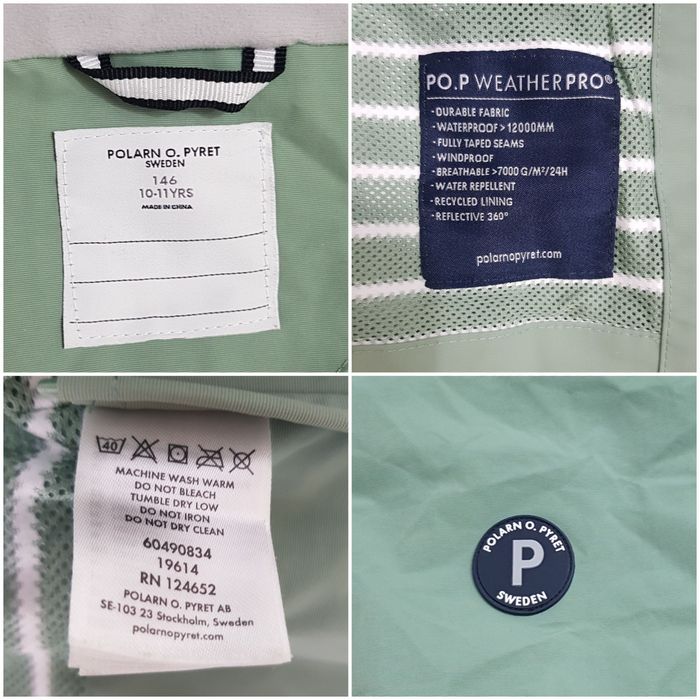 POLARN O. PYRET
SWEDEN
146
10-11YRS
MADE IN CHINA
PO.P WEATHERPRO®
- DURABLE FABRIC
- WATERPROOF > 12000MM
- FULLY TAPED SEAMS
- WINDPROOF
- BREATHABLE >7000 G/M²/24H
- WATER REPELLENT
- RECYCLED LINING
- REFLECTIVE 360°
polarnopyret.com
40
MACHINE WASH WARM
DO NOT BLEACH
TUMBLE DRY LOW
DO NOT IRON
DO NOT DRY CLEAN
60490834
19614
RN 124652
POLARN O. PYRET AB
SE-103 23 Stockholm, Sweden
polarnopyret.com
POLARN O. PYRET
P
SWEDEN